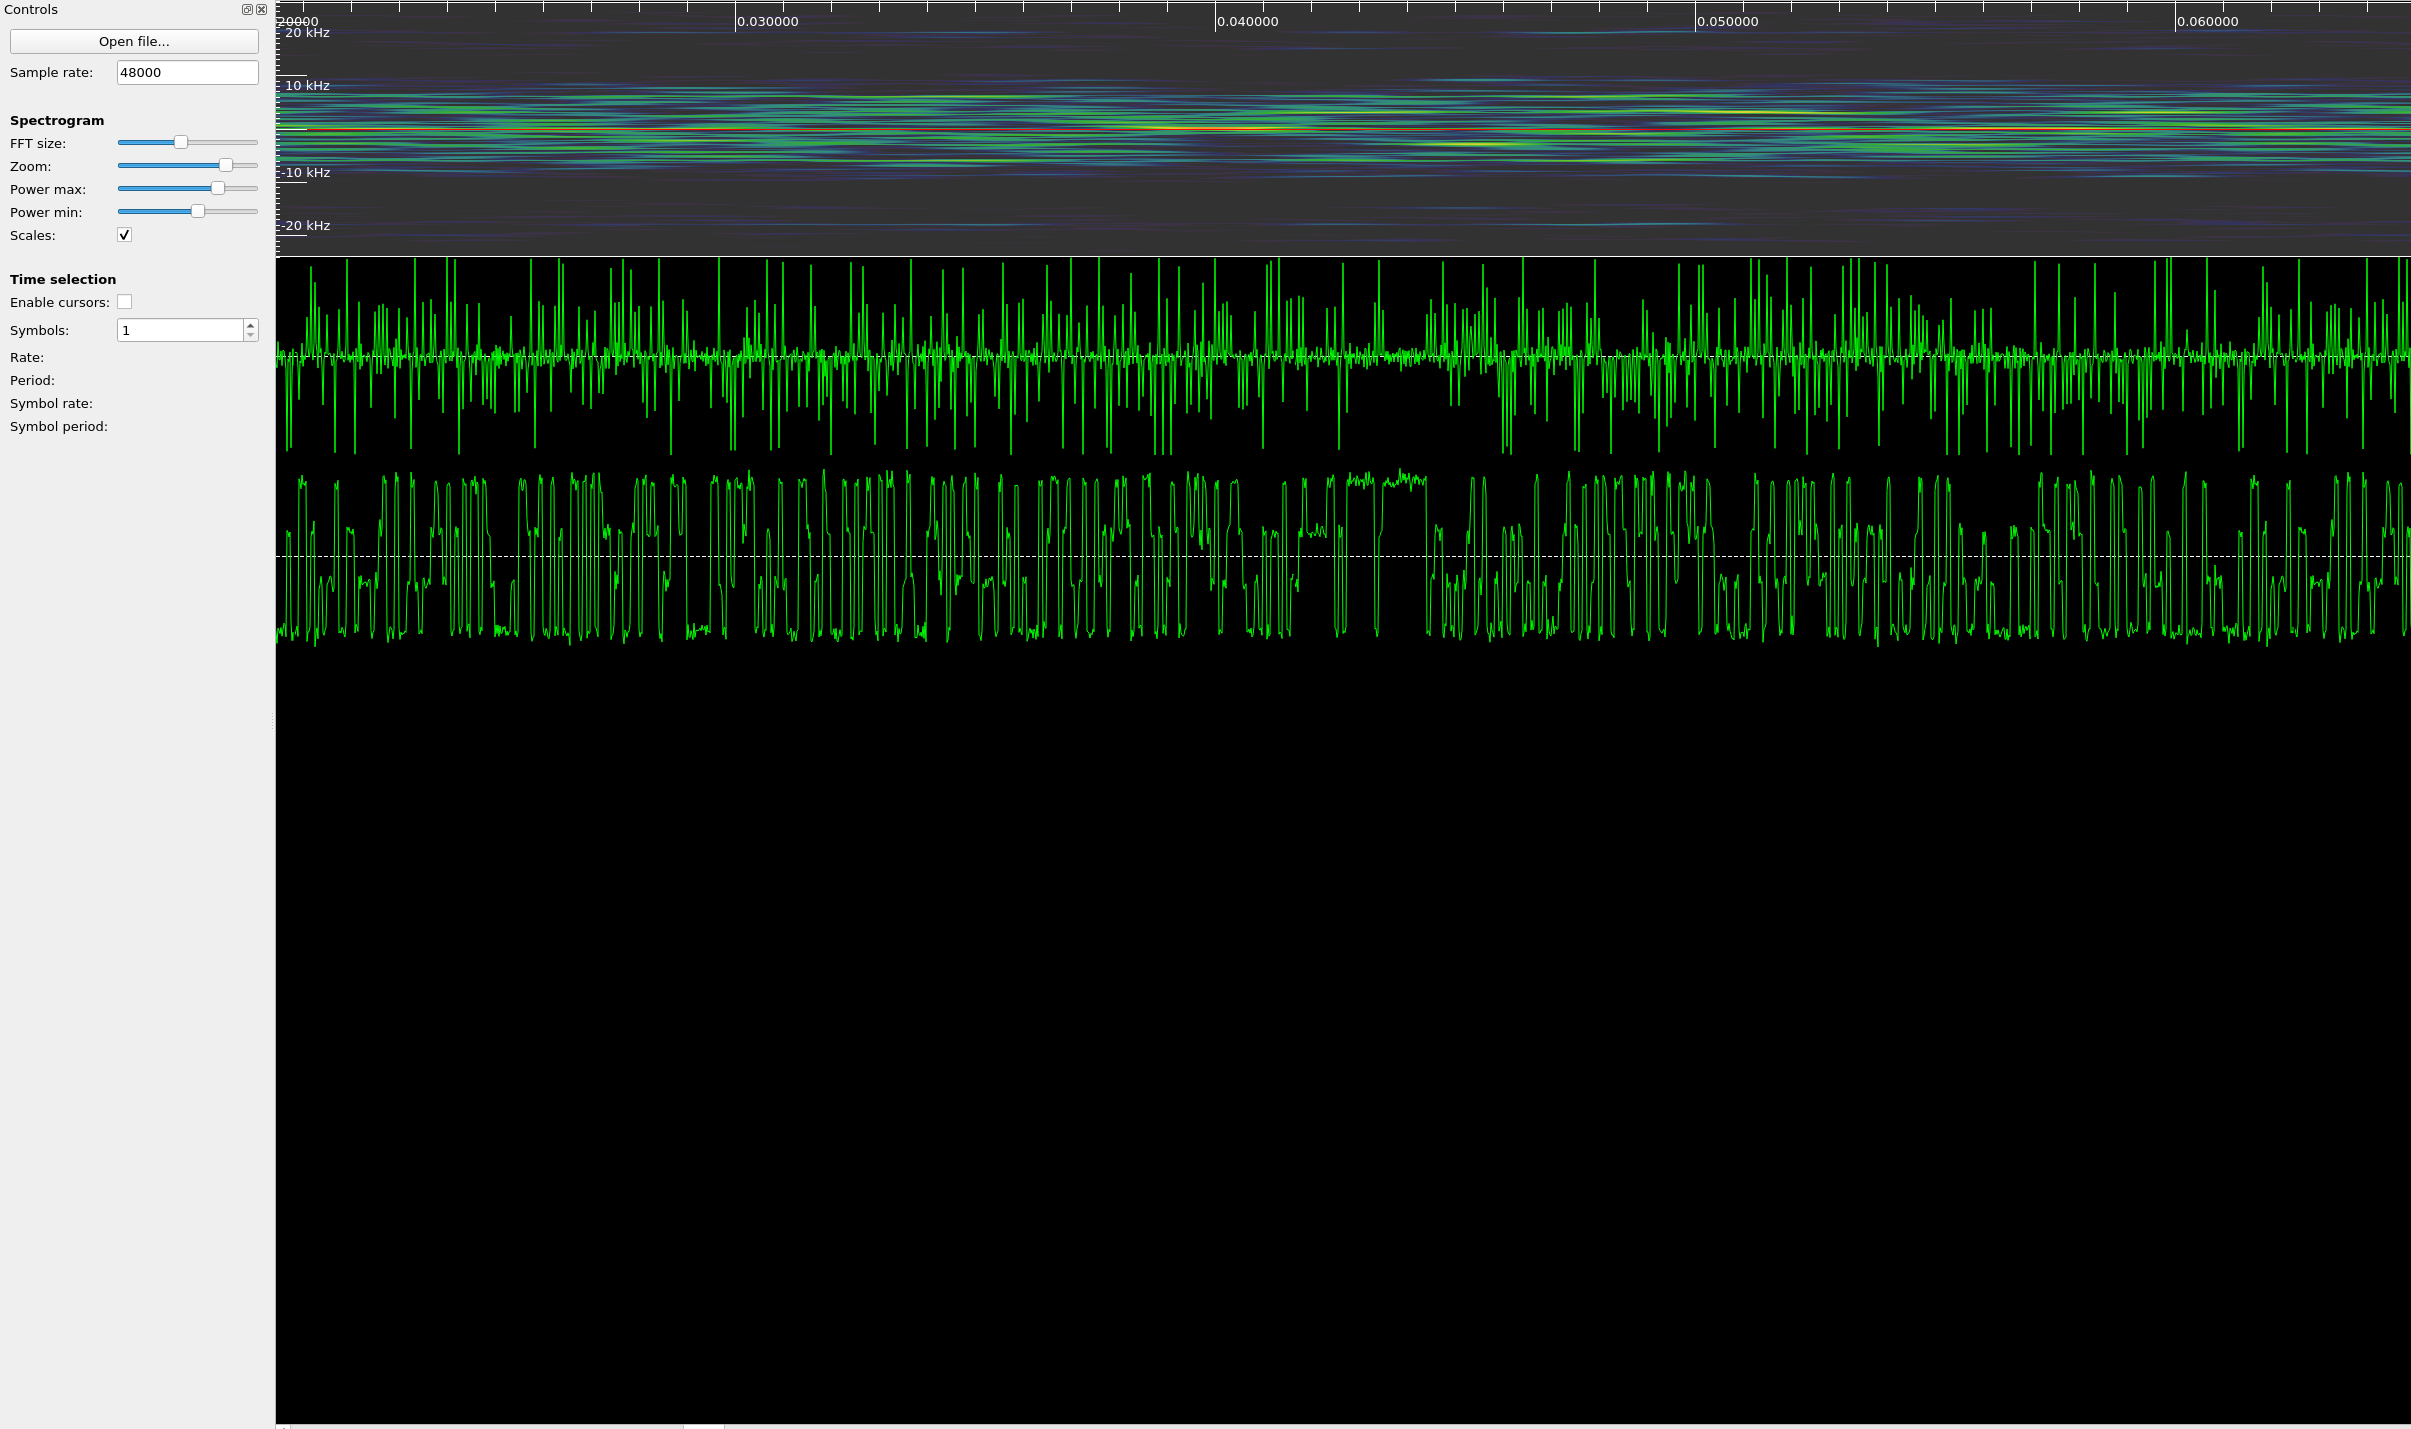 Controls
Open file...
Sample rate: 48000
Spectrogram
FFT size:
Zoom:
Power max:
Power min:
Scales:
Time selection
Enable cursors:
Symbols: 1
Rate:
Period:
Symbol rate:
Symbol period:
20000 0.030000 0.040000 0.050000 0.060000
20 kHz
10 kHz
-10 kHz
-20 kHz